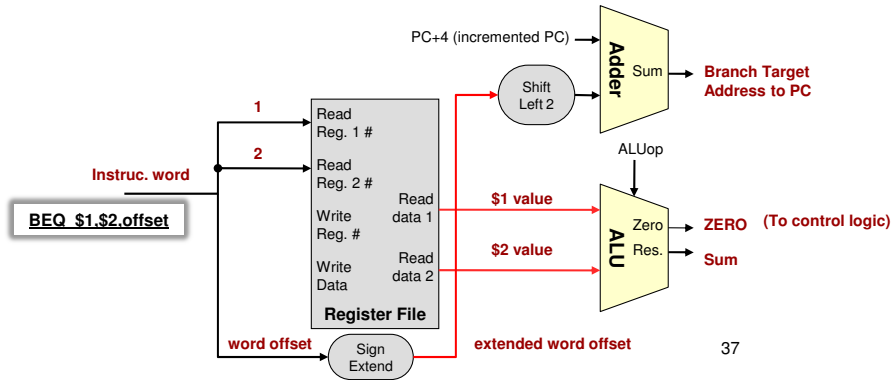 PC+4 (incremented PC)
Adder
Sum
Branch Target
Address to PC
Shift
Left 2
1
Read
Reg. 1 #
2
Read
Reg. 2 #
Instruc. word
BEQ $1,$2,offset
Write
Reg. #
Write
Data
Read
data 1
Read
data 2
Register File
$1 value
$2 value
ALUop
ALU
Zero
Res.
ZERO (To control logic)
Sum
word offset
Sign
Extend
extended word offset
37